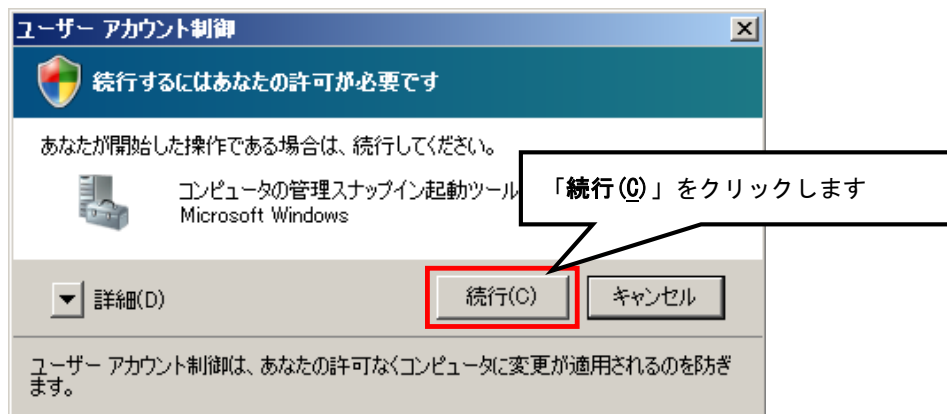 ユーザー アカウント制御
続行するにはあなたの許可が必要です
あなたが開始した操作である場合は、続行してください。
コンピュータの管理スナップイン起動ツール
Microsoft Windows
「続行(C)」をクリックします
詳細(D)
続行(C)
キャンセル
ユーザー アカウント制御は、あなたの許可なくコンピュータに変更が適用されるのを防ぎ
ます。